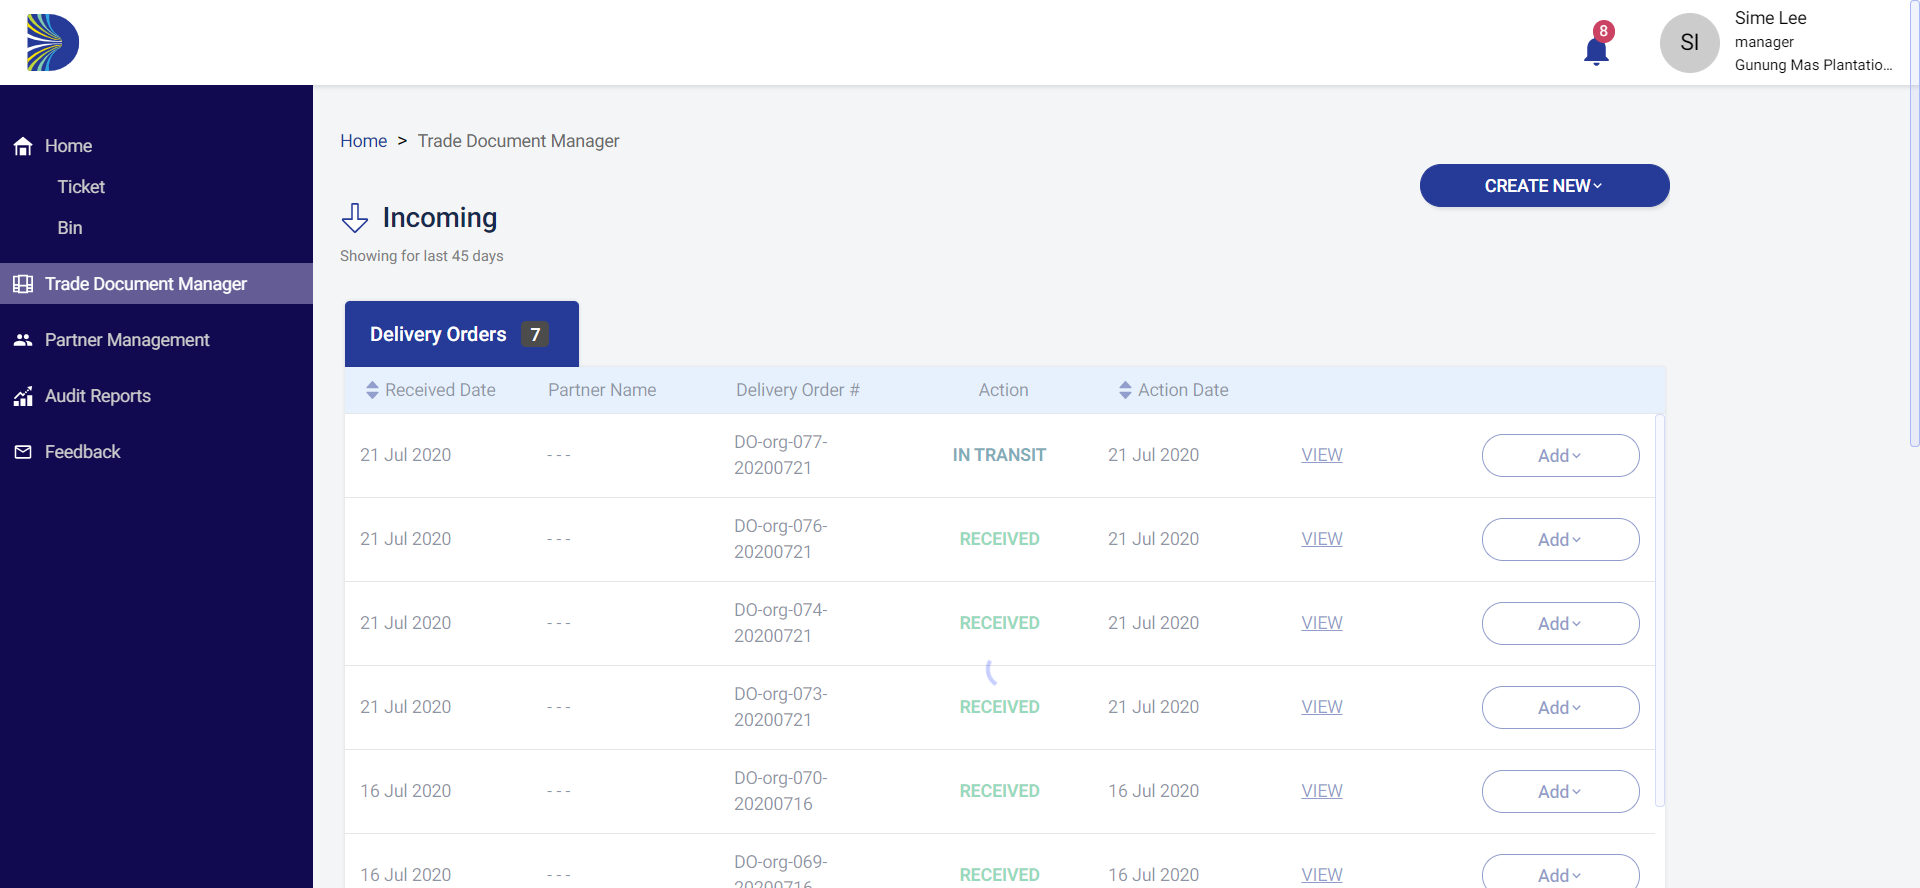 8
SI
Sime Lee
manager
Gunung Mas Plantatio...
Home
Ticket
Bin
Trade Document Manager
Partner Management
Audit Reports
Feedback
Home > Trade Document Manager
CREATE NEW
Incoming
Showing for last 45 days
Delivery Orders 7
Received Date Partner Name Delivery Order # Action Action Date
21 Jul 2020 - - - DO-org-077- IN TRANSIT 21 Jul 2020 VIEW Add
20200721
21 Jul 2020 - - - DO-org-076- RECEIVED 21 Jul 2020 VIEW Add
20200721
21 Jul 2020 - - - DO-org-074- RECEIVED 21 Jul 2020 VIEW Add
20200721
21 Jul 2020 - - - DO-org-073- RECEIVED 21 Jul 2020 VIEW Add
20200721
16 Jul 2020 - - - DO-org-070- RECEIVED 16 Jul 2020 VIEW Add
20200716
16 Jul 2020 - - - DO-org-069- RECEIVED 16 Jul 2020 VIEW Add
20200716